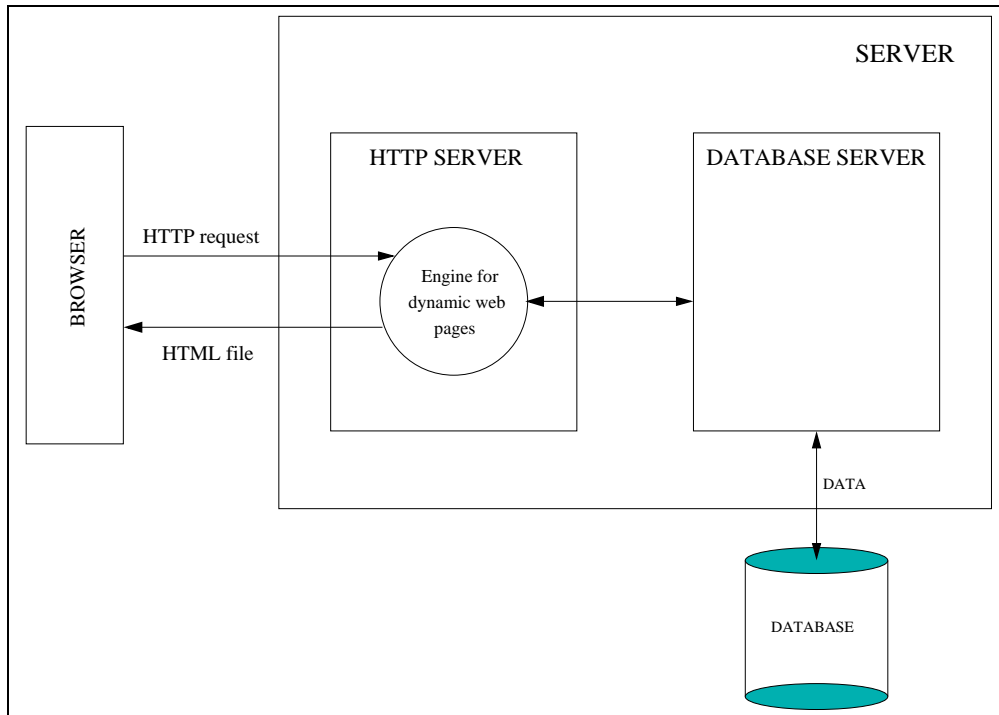 SERVER
HTTP SERVER
DATABASE SERVER
BROWSER
HTTP request
Engine for
dynamic web
pages
HTML file
DATA
DATABASE